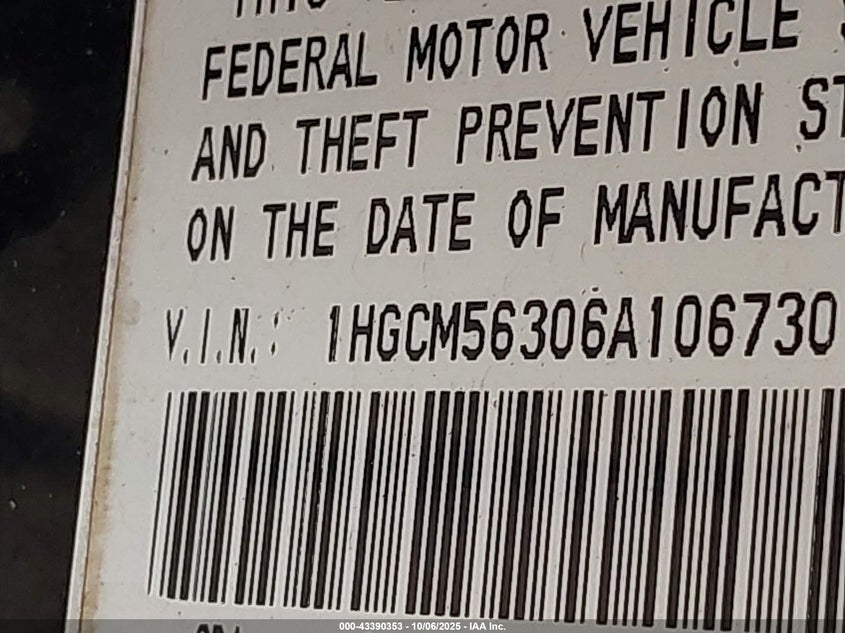 FEDERAL MOTOR VEHICLE
AND THEFT PREVENTION ST
ON THE DATE OF MANUFACT
V.I.N.: 1HGCM56306A106730
000-43390353 - 10/06/2025 - IAA Inc.